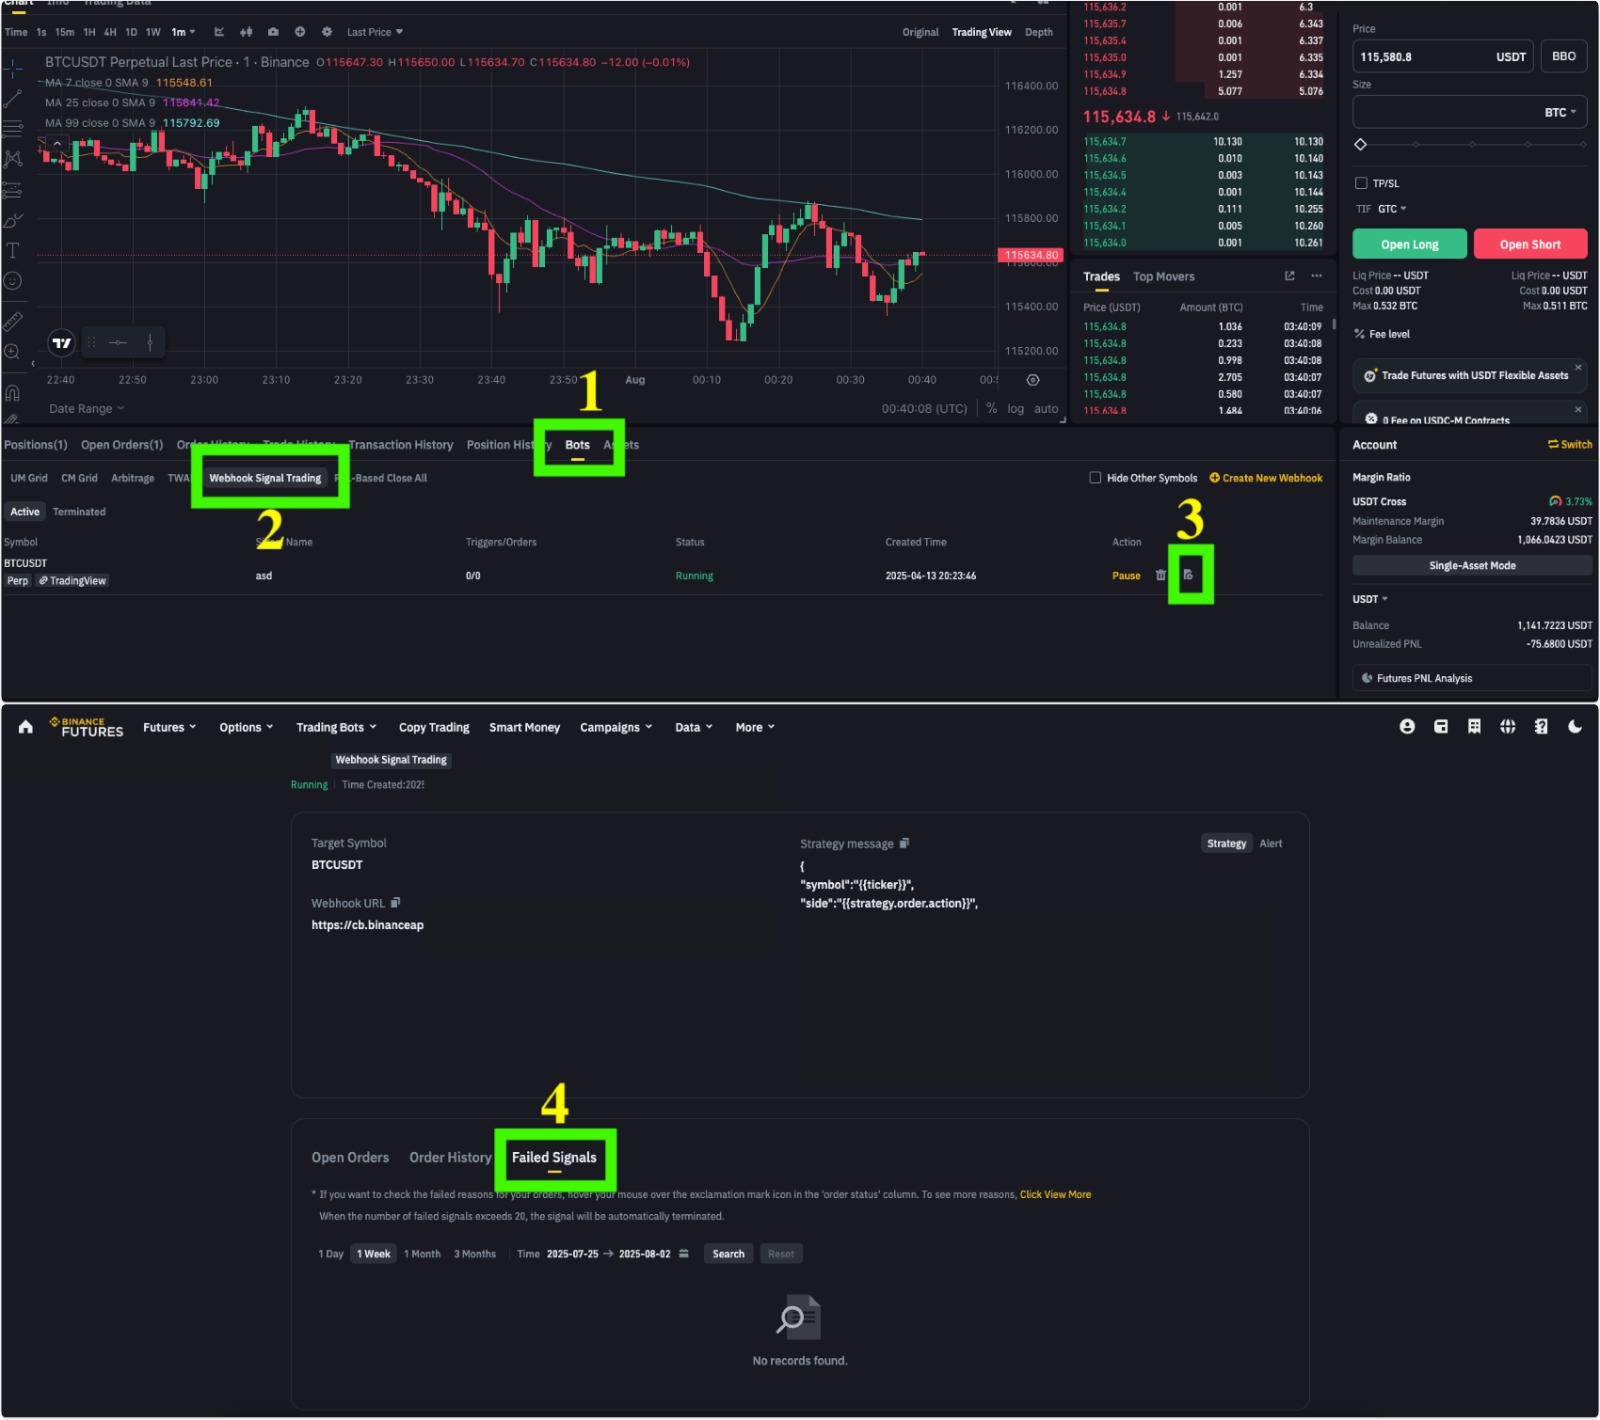 Chart Info Trading Data
Time 1s 15m 1H 4H 1D 1W 1m Last Price Original Trading View Depth
BTCUSDT Perpetual Last Price · 1 · Binance O115647.30 H115650.00 L115634.70 C115634.80 −12.00 (−0.01%)
MA 7 close 0 SMA 9 115548.61
MA 25 close 0 SMA 9 115641.42
MA 99 close 0 SMA 9 115792.69
116400.00
116200.00
116000.00
115800.00
115634.80
115600.00
115400.00
115200.00
22:40 22:50 23:00 23:10 23:20 23:30 23:40 23:50 Aug 00:10 00:20 00:30 00:40
Date Range 00:40:08 (UTC) % log auto
115,636.2 0.001 6.3
115,635.7 0.006 6.343
115,635.4 0.001 6.337
115,635.0 0.001 6.335
115,634.9 1.257 6.334
115,634.8 5.077 5.076
115,634.8 115,642.0
115,634.7 10.130 10.130
115,634.6 0.010 10.140
115,634.5 0.003 10.143
115,634.4 0.001 10.144
115,634.2 0.111 10.255
115,634.1 0.005 10.260
115,634.0 0.001 10.261
Trades Top Movers
Price (USDT) Amount (BTC) Time
115,634.8 1.036 03:40:09
115,634.8 0.233 03:40:08
115,634.8 0.998 03:40:08
115,634.8 2.705 03:40:07
115,634.8 0.580 03:40:07
115,634.8 1.484 03:40:06
Price
115,580.8 USDT BBO
Size
BTC
TP/SL
TIF GTC
Open Long Open Short
Liq Price -- USDT Liq Price -- USDT
Cost 0.00 USDT Cost 0.00 USDT
Max 0.532 BTC Max 0.511 BTC
% Fee level
Trade Futures with USDT Flexible Assets
0 Fee on USDC-M Contracts
1
Positions(1) Open Orders(1) Order History Trade History Transaction History Position History Bots Assets
UM Grid CM Grid Arbitrage TWA Webhook Signal Trading -Based Close All Hide Other Symbols Create New Webhook
2
3
Active Terminated
Symbol Name Triggers/Orders Status Created Time Action
BTCUSDT
Perp TradingView asd 0/0 Running 2025-04-13 20:23:46 Pause
Account Switch
Margin Ratio
USDT Cross 3.73%
Maintenance Margin 39.7836 USDT
Margin Balance 1,066.0423 USDT
Single-Asset Mode
USDT
Balance 1,141.7223 USDT
Unrealized PNL -75.6800 USDT
Futures PNL Analysis
BINANCE FUTURES Futures Options Trading Bots Copy Trading Smart Money Campaigns Data More
Webhook Signal Trading
Running Time Created:2025
Target Symbol
BTCUSDT
Webhook URL
https://cb.binanceap
Strategy message Strategy Alert
{
"symbol":"{{ticker}}",
"side":"{{strategy.order.action}}",
4
Open Orders Order History Failed Signals
* If you want to check the failed reasons for your orders, hover your mouse over the exclamation mark icon in the 'order status' column. To see more reasons, Click View More
When the number of failed signals exceeds 20, the signal will be automatically terminated.
1 Day 1 Week 1 Month 3 Months Time 2025-07-25 → 2025-08-02 Search Reset
No records found.